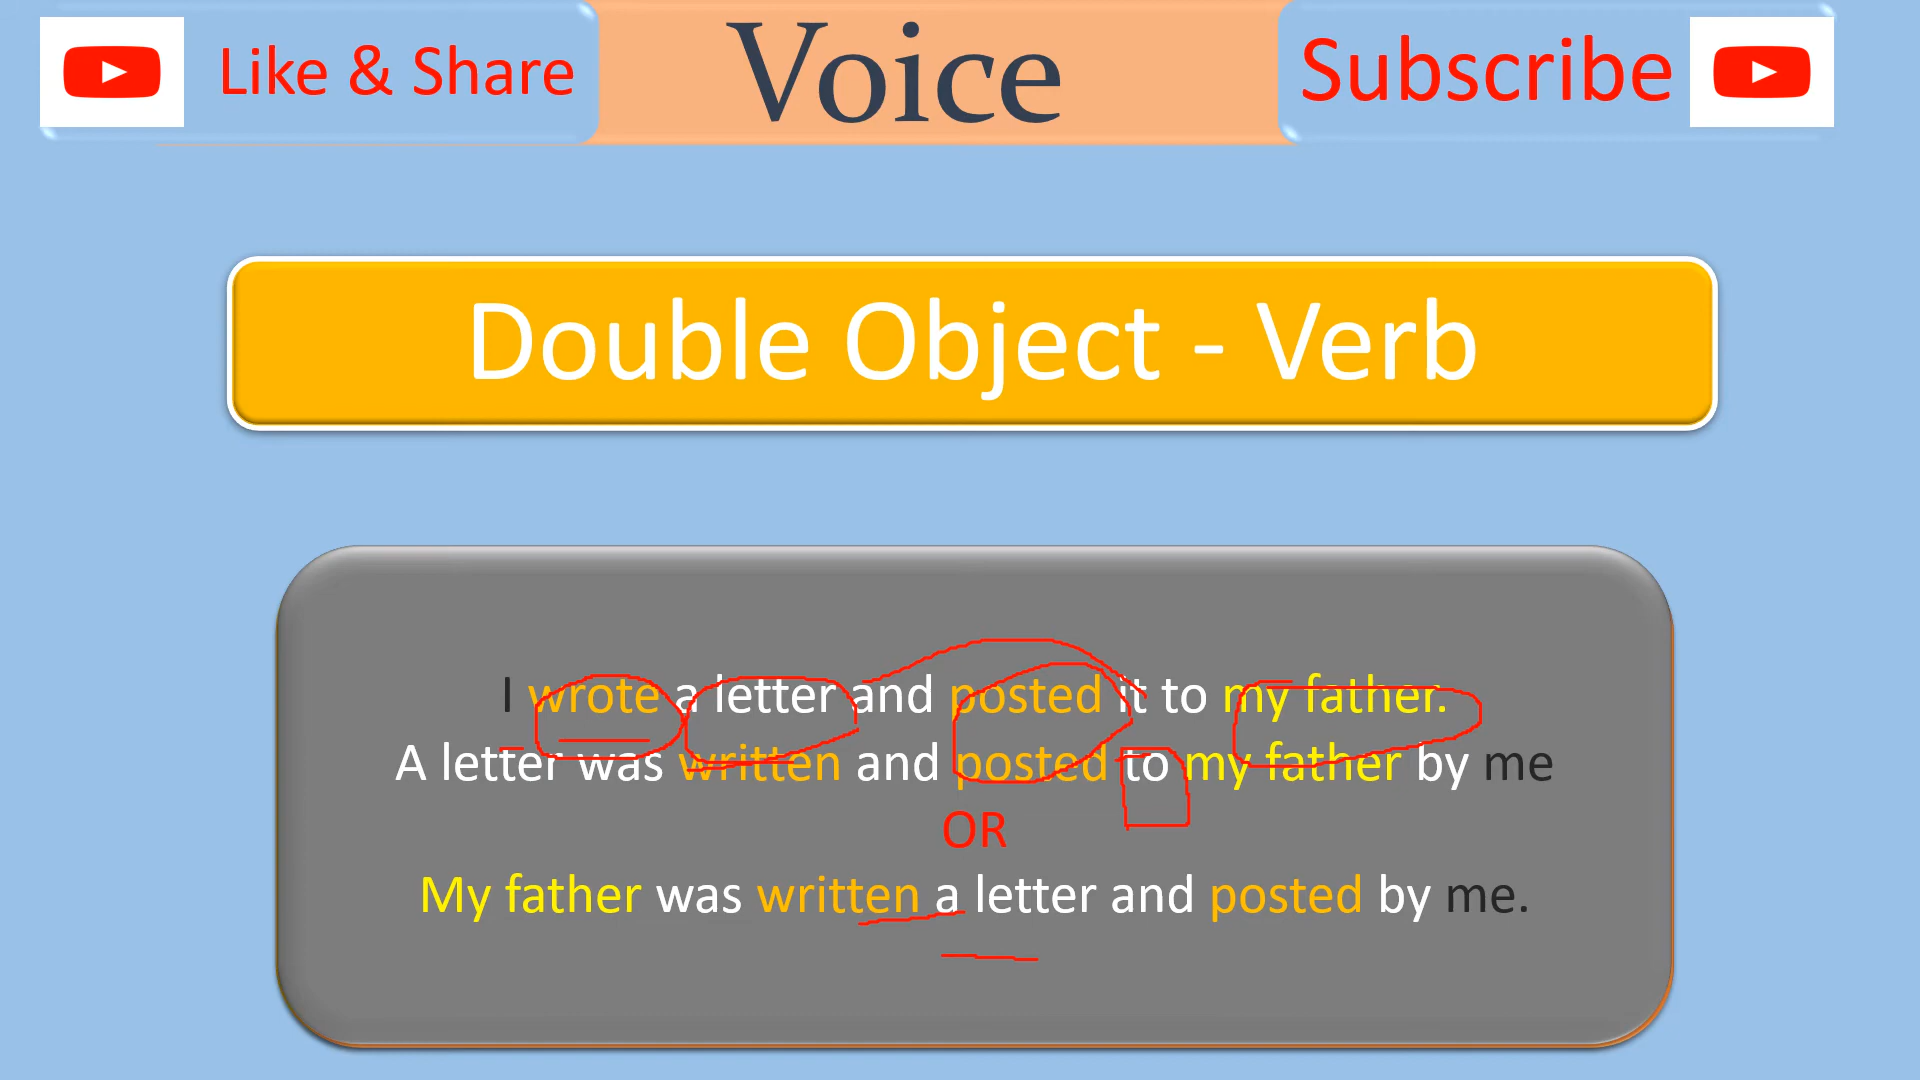 Like & Share
Voice
Subscribe
Double Object - Verb
I wrote a letter and posted it to my father.
A letter was written and posted to my father by me
OR
My father was written a letter and posted by me.